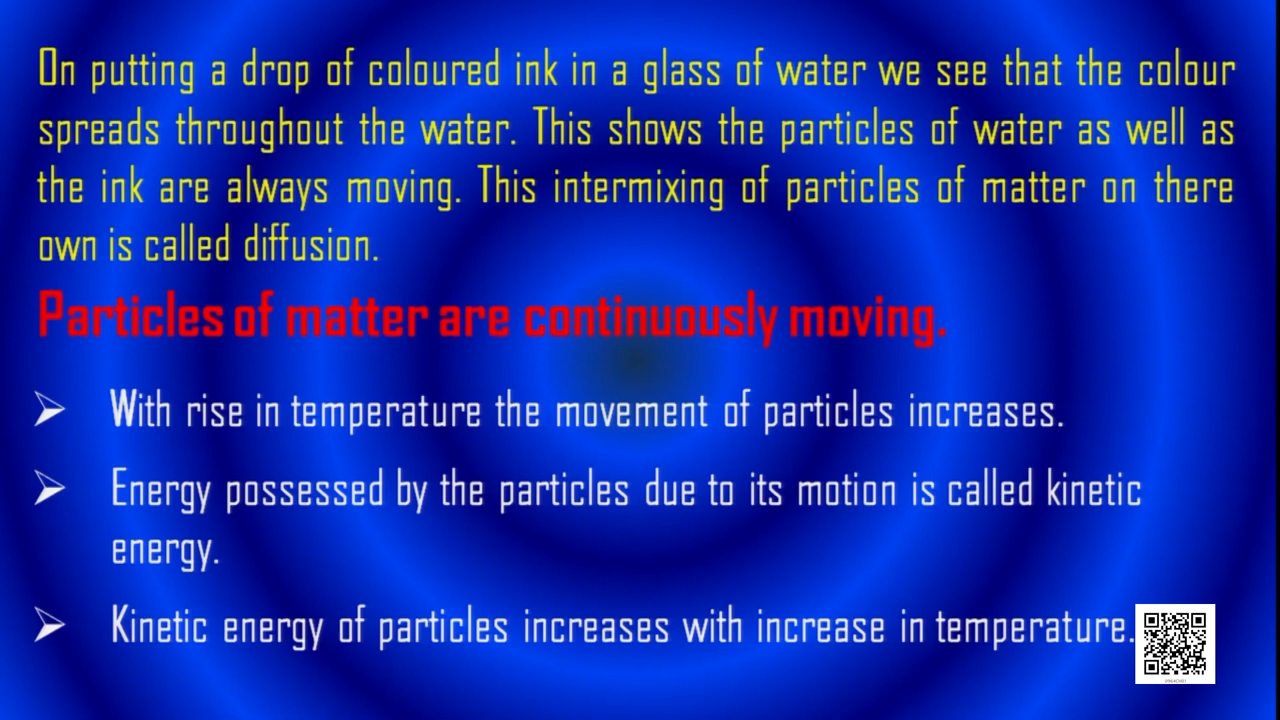 On putting a drop of coloured ink in a glass of water we see that the colour
spreads throughout the water. This shows the particles of water as well as
the ink are always moving. This intermixing of particles of matter on there
own is called diffusion.
Particles of matter are continuously moving.
With rise in temperature the movement of particles increases.
Energy possessed by the particles due to its motion is called kinetic
energy.
Kinetic energy of particles increases with increase in temperature.